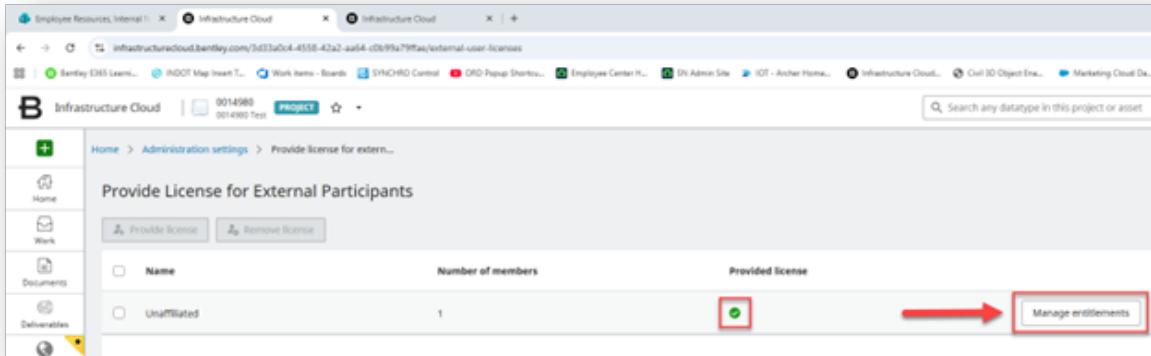 Employee Resources, Internal
Infrastructure Cloud
Infrastructure Cloud
infrastructurecloud.bentley.com/3d33a0c4-4558-42a2-aa64-c0b99a79ffae/external-user-licenses
Bentley E365 Learni...
INDOT Map Insert T...
Work items - Boards
SYNCHRO Control
ORD Popup Shortcu...
Employee Center H...
SN Admin Site
IOT - Archer Home...
Infrastructure Cloud...
Civil 3D Object Ena...
Marketing Cloud Da...
Infrastructure Cloud
0014980
0014980 Test
PROJECT
Search any datatype in this project or asset
Home > Administration settings > Provide license for extern...
Home
Work
Documents
Deliverables
Provide License for External Participants
Provide license
Remove license
Name Number of members Provided license
Unaffiliated 1 Manage entitlements